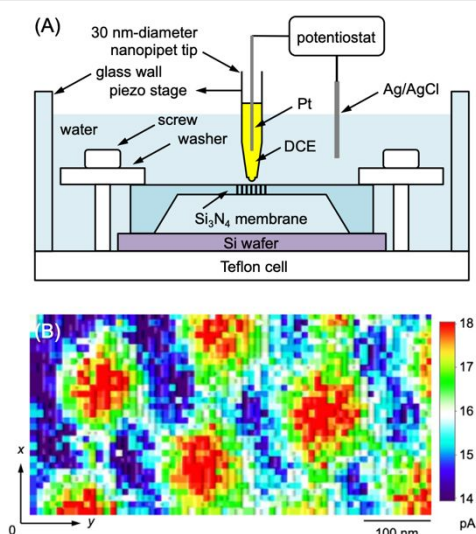 (A)
30 nm-diameter
nanopipet tip
potentiostat
glass wall
piezo stage
Ag/AgCl
water
screw
washer
Pt
DCE
Si₃N₄ membrane
Si wafer
Teflon cell
(B)
18
17
16
15
14
pA
x
0
y
100 nm